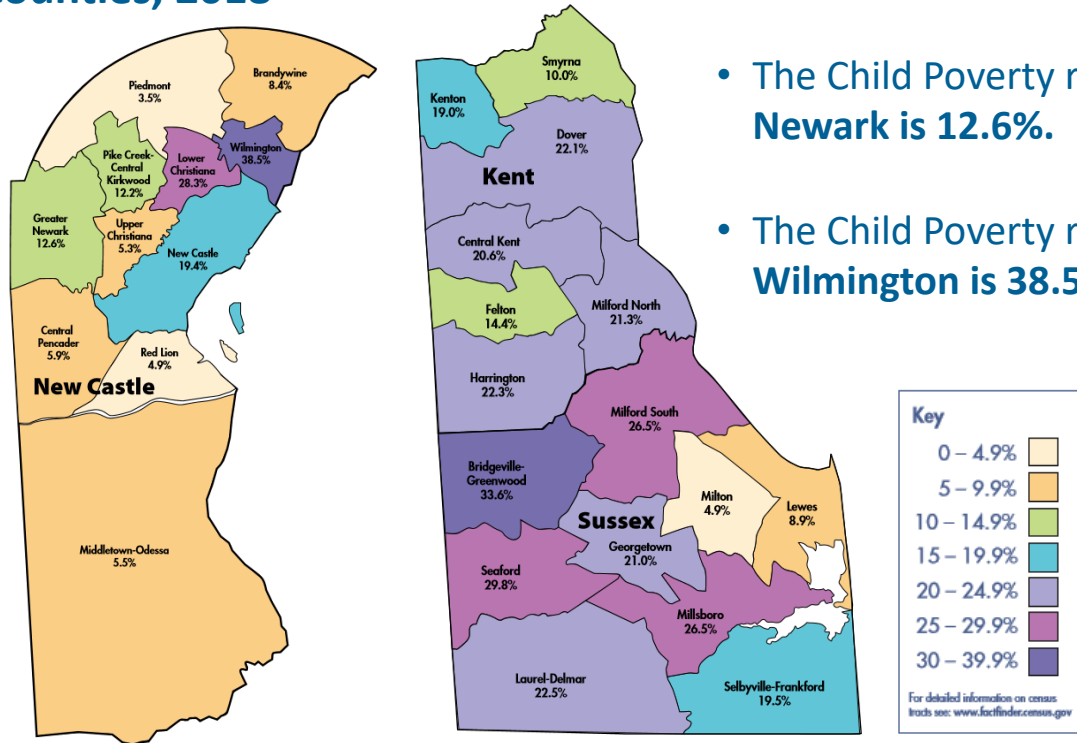 Piedmont
3.5%
Brandywine
8.4%
Pike Creek-
Central
Kirkwood
12.2%
Lower
Christiana
28.3%
Wilmington
38.5%
Greater
Newark
12.6%
Upper
Christiana
5.3%
New Castle
19.4%
Central
Pencader
5.9%
Red Lion
4.9%
New Castle
Middletown-Odessa
5.5%
Smyrna
10.0%
Kenton
19.0%
Dover
22.1%
Kent
Central Kent
20.6%
Felton
14.4%
Milford North
21.3%
Harrington
22.3%
Milford South
26.5%
Bridgeville-
Greenwood
33.6%
Milton
4.9%
Lewes
8.9%
Sussex
Georgetown
21.0%
Seaford
29.8%
Millsboro
26.5%
Laurel-Delmar
22.5%
Selbyville-Frankford
19.5%
• The Child Poverty
Newark is 12.6%.
• The Child Poverty
Wilmington is 38.5
Key
0 – 4.9%
5 – 9.9%
10 – 14.9%
15 – 19.9%
20 – 24.9%
25 – 29.9%
30 – 39.9%
For detailed information on census
tracts see: www.factfinder.census.gov